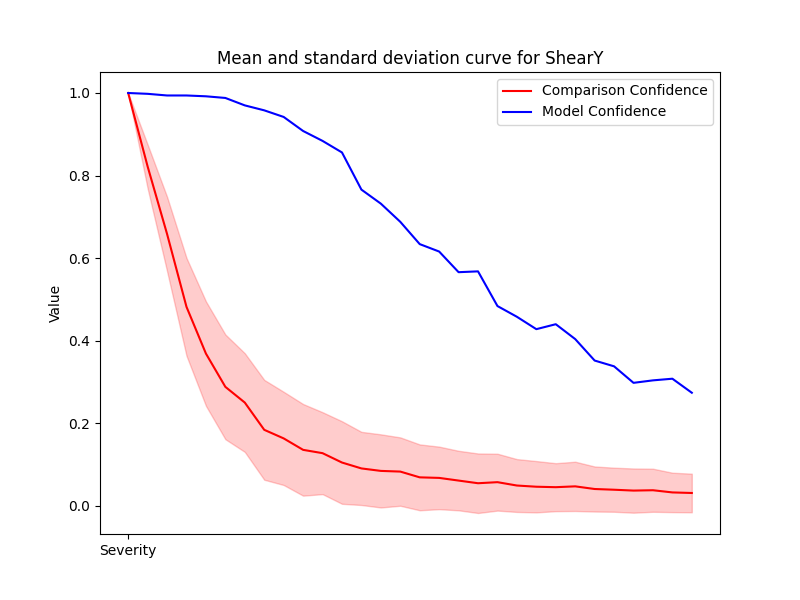 Mean and standard deviation curve for ShearY
Comparison Confidence
Model Confidence
1.0
0.8
0.6
0.4
0.2
0.0
Value
Severity